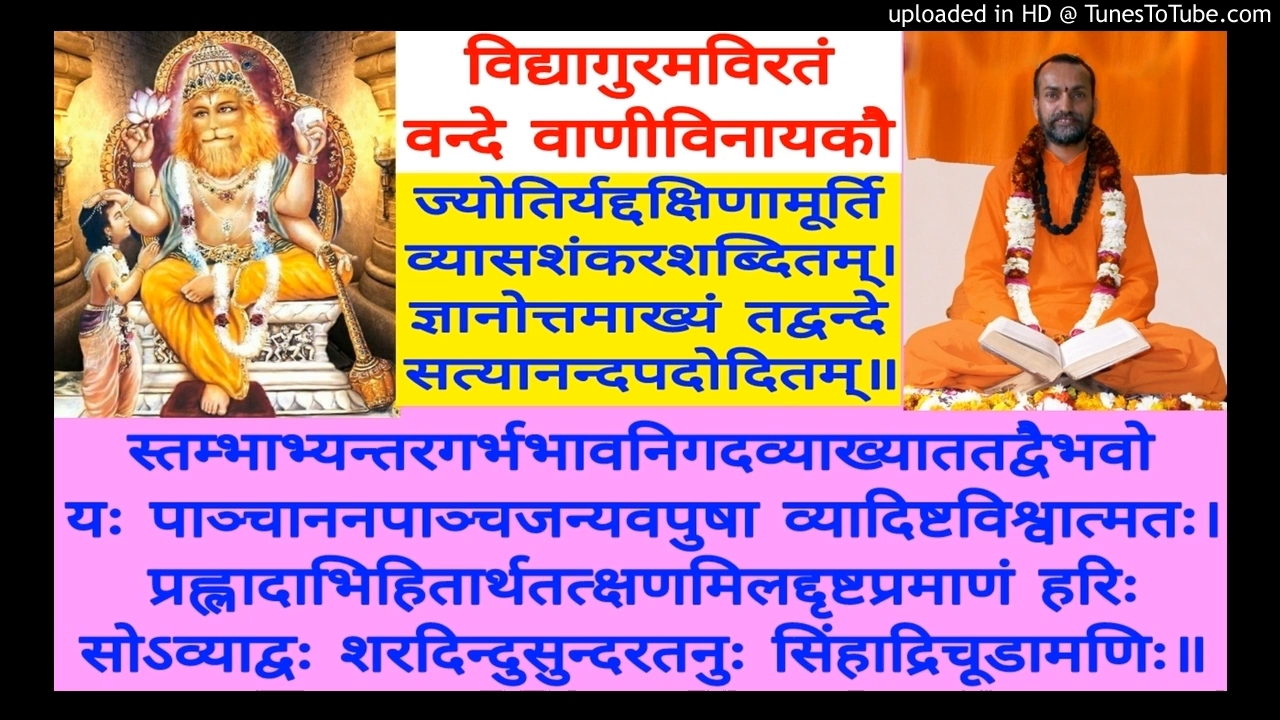 uploaded in HD @ TunesToTube.com
विद्यागुरमविरतं
वन्दे वाणीविनायकौ
ज्योतिर्यद्दक्षिणामूर्ति
व्यासशंकरशब्दितम्।
ज्ञानोत्तमाख्यं तद्वन्दे
सत्यानन्दपदोदितम्॥
स्तम्भाभ्यन्तरगर्भभावनिगदव्याख्याततद्वैभवो
यः पाञ्चाननपाञ्चजन्यवपुषा व्यादिष्टविश्वात्मतः।
प्रह्लादाभिहितार्थतत्क्षणमिलद्दृष्टप्रमाणं हरिः
सोऽव्याद्वः शरदिन्दुसुन्दरतनुः सिंहाद्रिचूडामणिः॥